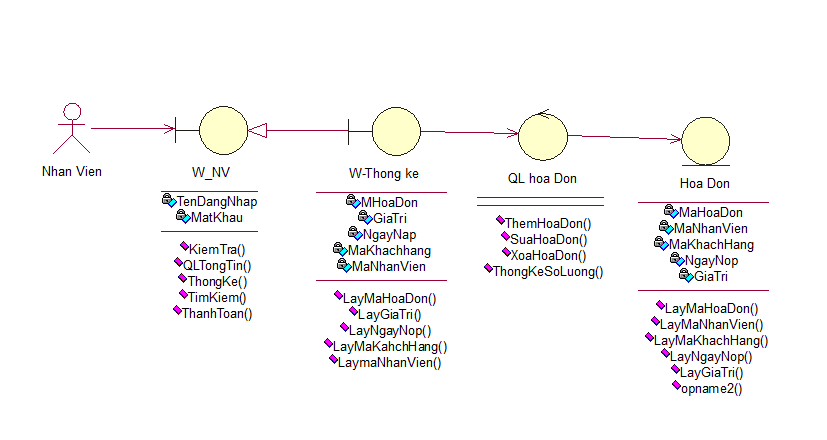 Nhan Vien
W_NV
TenDangNhap
MatKhau
KiemTra()
QLTongTin()
ThongKe()
TimKiem()
ThanhToan()
W-Thong ke
MHoaDon
GiaTri
NgayNap
MaKhachhang
MaNhanVien
LayMaHoaDon()
LayGiaTri()
LayNgayNop()
LayMaKahchHang()
LaymaNhanVien()
QL hoa Don
ThemHoaDon()
SuaHoaDon()
XoaHoaDon()
ThongKeSoLuong()
Hoa Don
MaHoaDon
MaNhanVien
MaKhachHang
NgayNop
GiaTri
LayMaHoaDon()
LayMaNhanVien()
LayMaKhachHang()
LayNgayNop()
LayGiaTri()
opname2()